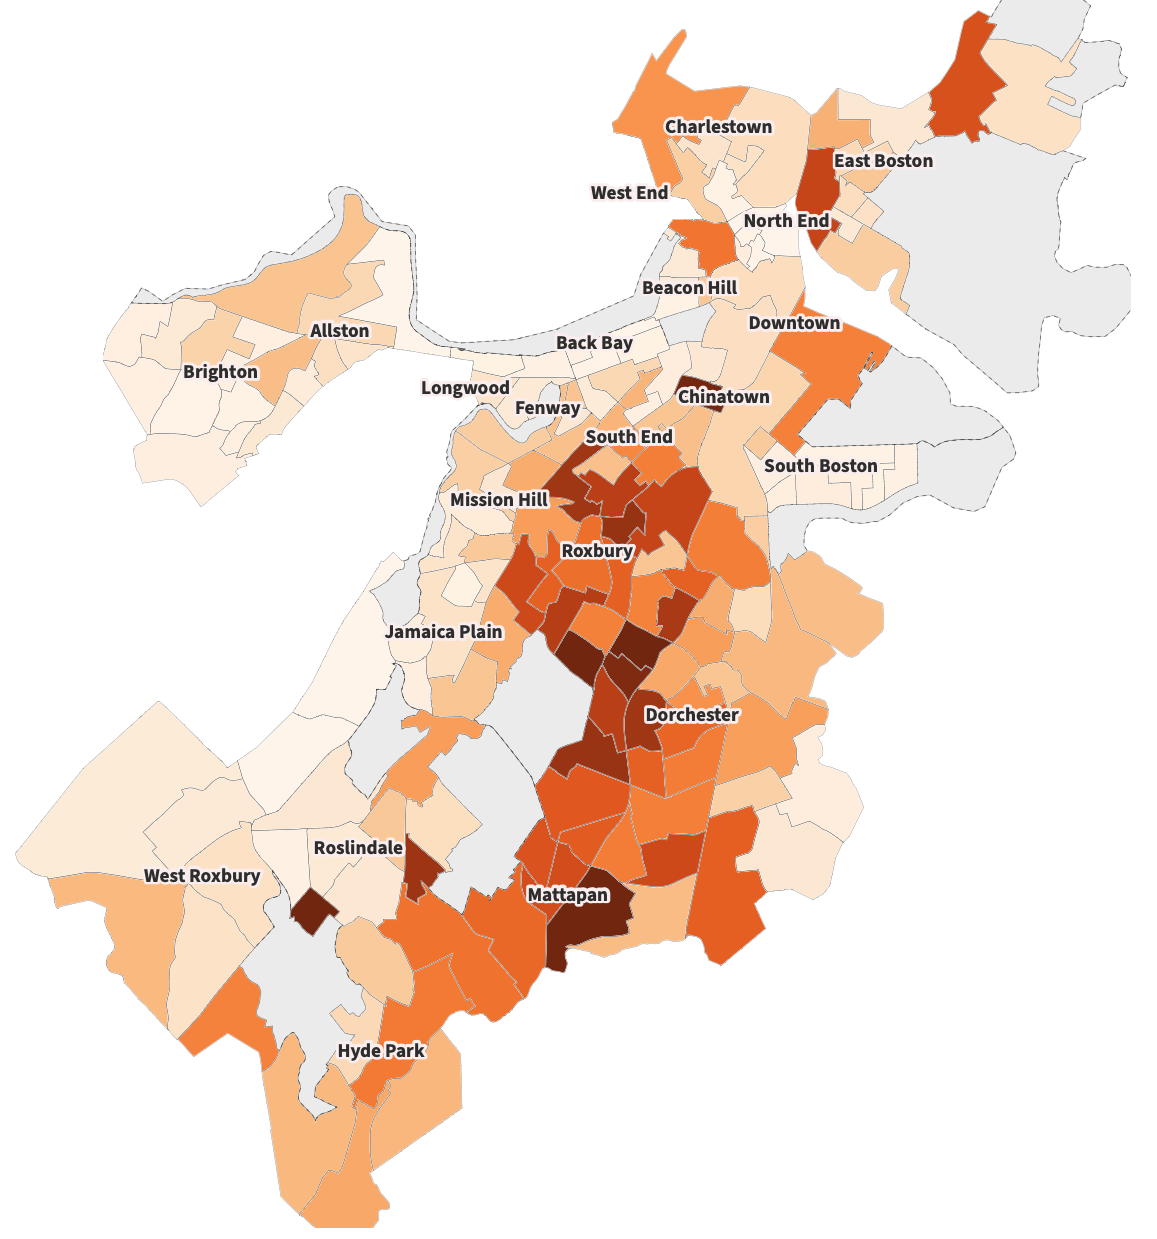 Charlestown
East Boston
West End
North End
Beacon Hill
Downtown
Allston
Back Bay
Brighton
Longwood
Chinatown
Fenway
South End
South Boston
Mission Hill
Roxbury
Jamaica Plain
Dorchester
Roslindale
West Roxbury
Mattapan
Hyde Park